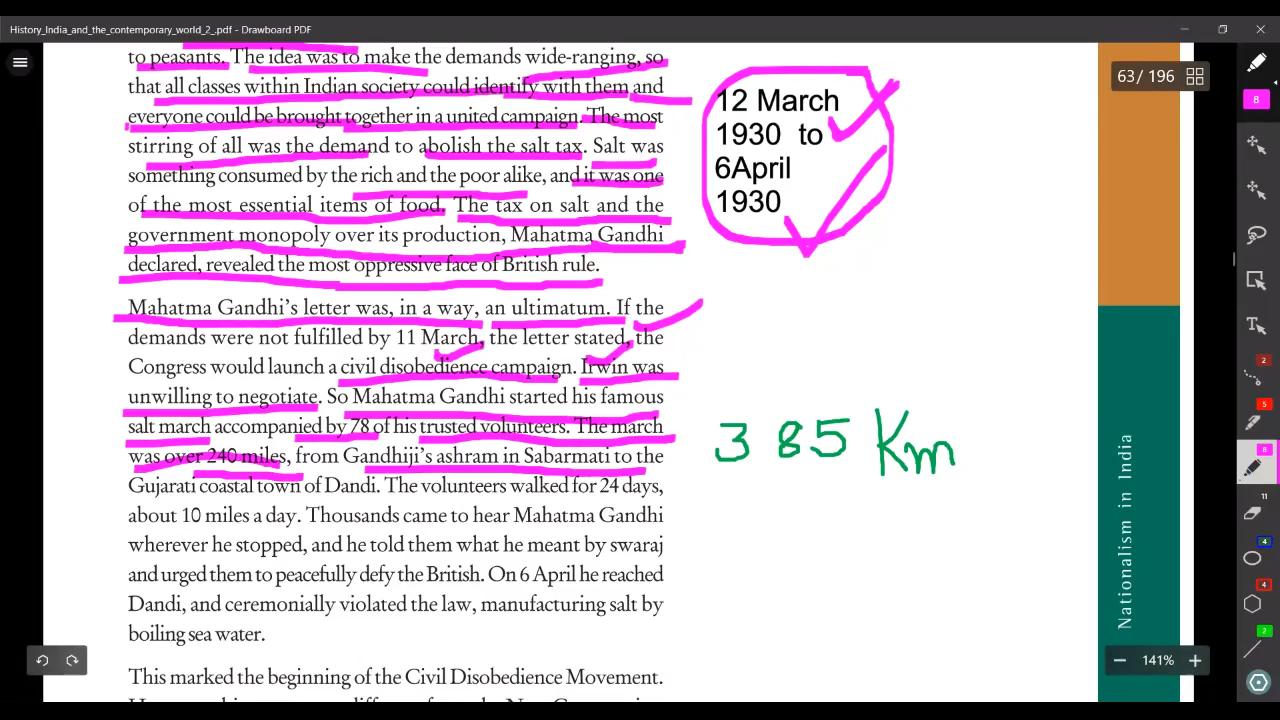 History_India_and_the_contemporary_world_2_.pdf - Drawboard PDF
to peasants. The idea was to make the demands wide-ranging, so
that all classes within Indian society could identify with them and
everyone could be brought together in a united campaign. The most
stirring of all was the demand to abolish the salt tax. Salt was
something consumed by the rich and the poor alike, and it was one
of the most essential items of food. The tax on salt and the
government monopoly over its production, Mahatma Gandhi
declared, revealed the most oppressive face of British rule.
Mahatma Gandhi's letter was, in a way, an ultimatum. If the
demands were not fulfilled by 11 March, the letter stated, the
Congress would launch a civil disobedience campaign. Irwin was
unwilling to negotiate. So Mahatma Gandhi started his famous
salt march accompanied by 78 of his trusted volunteers. The march
was over 240 miles, from Gandhiji's ashram in Sabarmati to the
Gujarati coastal town of Dandi. The volunteers walked for 24 days,
about 10 miles a day. Thousands came to hear Mahatma Gandhi
wherever he stopped, and he told them what he meant by swaraj
and urged them to peacefully defy the British. On 6 April he reached
Dandi, and ceremonially violated the law, manufacturing salt by
boiling sea water.
This marked the beginning of the Civil Disobedience Movement.
12 March
1930 to
6April
1930
385 Km
Nationalism in India
63 / 196
8
2
5
8
11
4
4
2
141%